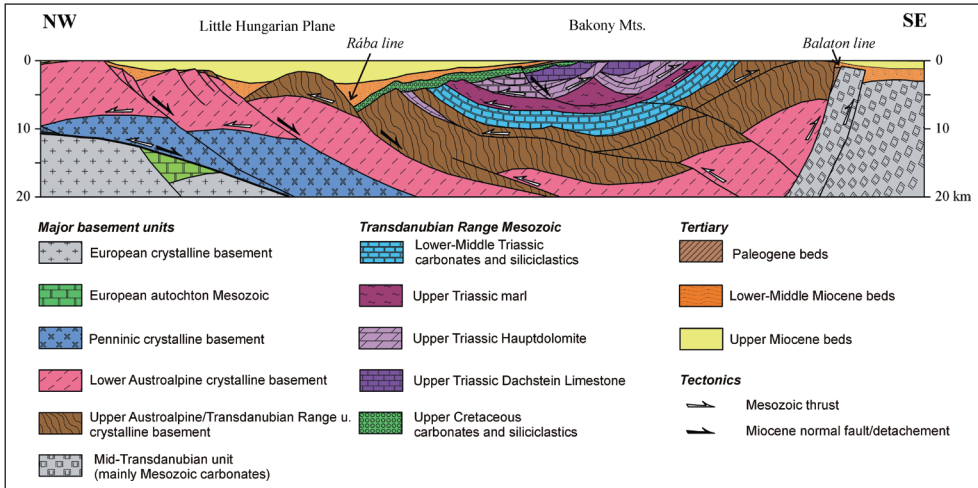 NW
Little Hungarian Plane
Bakony Mts.
SE
Rába line
Balaton line
0
10
20
0
10
20 km
Major basement units
European crystalline basement
European autochton Mesozoic
Penninic crystalline basement
Lower Austroalpine crystalline basement
Upper Austroalpine/Transdanubian Range u.
crystalline basement
Mid-Transdanubian unit
(mainly Mesozoic carbonates)
Transdanubian Range Mesozoic
Lower-Middle Triassic
carbonates and siliciclastics
Upper Triassic marl
Upper Triassic Hauptdolomite
Upper Triassic Dachstein Limestone
Upper Cretaceous
carbonates and siliciclastics
Tertiary
Paleogene beds
Lower-Middle Miocene beds
Upper Miocene beds
Tectonics
Mesozoic thrust
Miocene normal fault/detachement